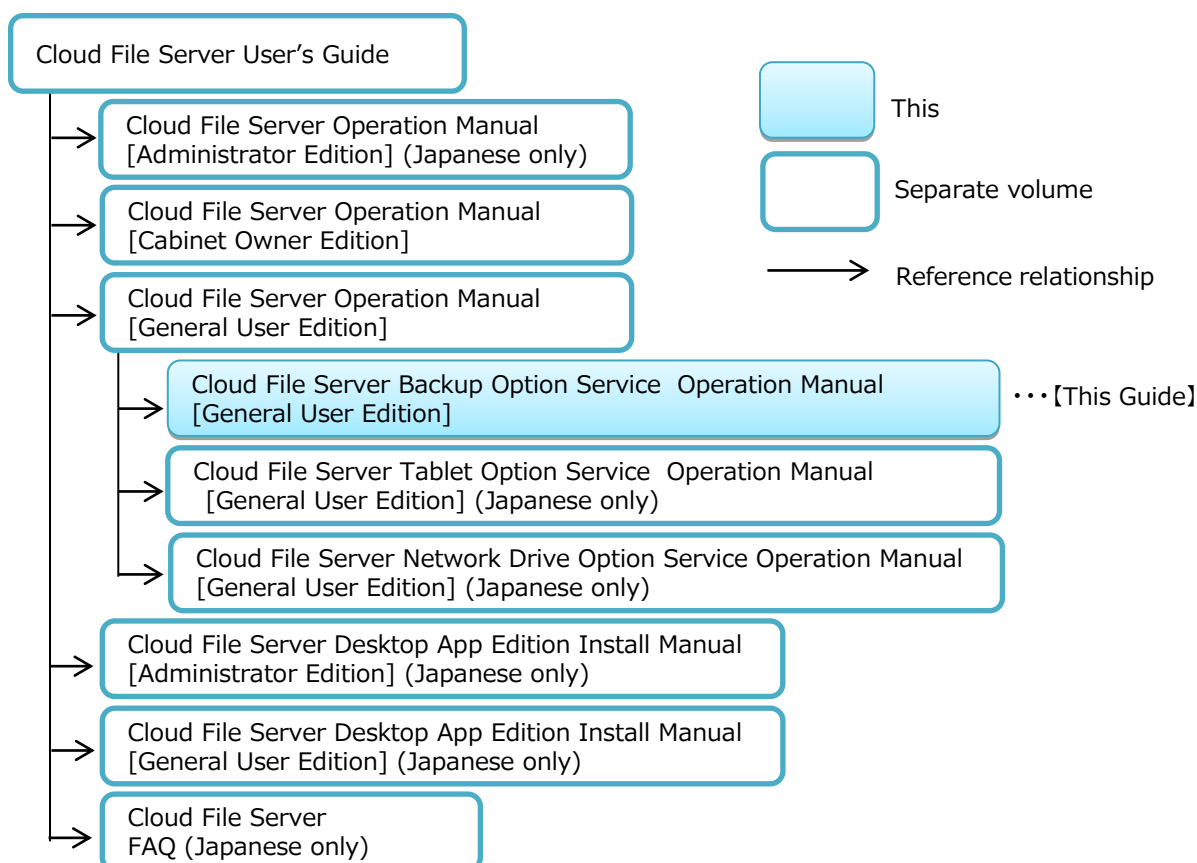 Cloud File Server User’s Guide
Cloud File Server Operation Manual
[Administrator Edition] (Japanese only)
Cloud File Server Operation Manual
[Cabinet Owner Edition]
Cloud File Server Operation Manual
[General User Edition]
Cloud File Server Backup Option Service  Operation Manual
[General User Edition]
･･･【This Guide】
Cloud File Server Tablet Option Service  Operation Manual
[General User Edition] (Japanese only)
Cloud File Server Network Drive Option Service Operation Manual
[General User Edition] (Japanese only)
Cloud File Server Desktop App Edition Install Manual
[Administrator Edition] (Japanese only)
Cloud File Server Desktop App Edition Install Manual
[General User Edition] (Japanese only)
Cloud File Server
FAQ (Japanese only)
This
Separate volume
Reference relationship